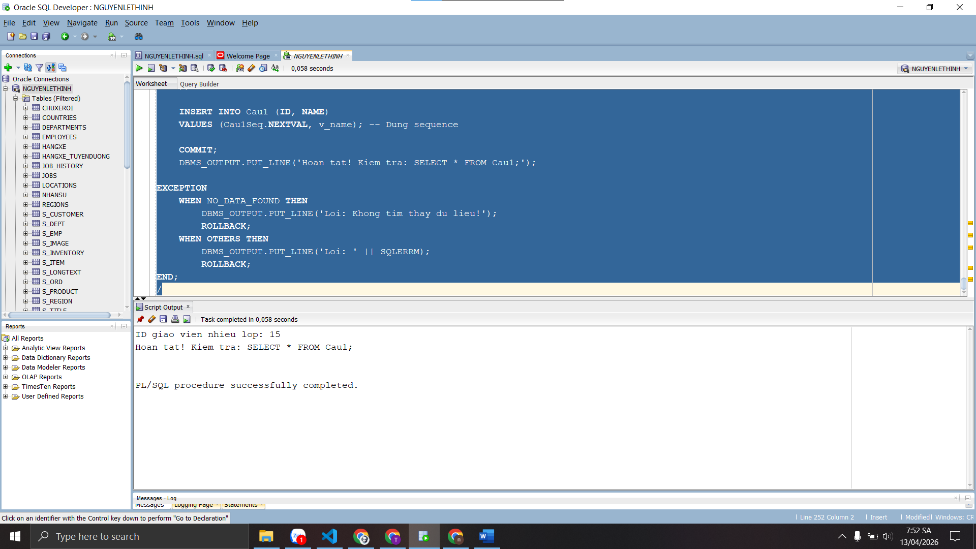 Oracle SQL Developer : NGUYENLETHINH
File Edit View Navigate Run Source Team Tools Window Help
Connections
NGUYENLETHINH.sql
Welcome Page
NGUYENLETHINH
0,058 seconds
NGUYENLETHINH
Worksheet Query Builder
Oracle Connections
NGUYENLETHINH
Tables (Filtered)
CHUXEROI
COUNTRIES
DEPARTMENTS
EMPLOYEES
HANGXE
HANGXE_TUYENDUONG
JOB_HISTORY
JOBS
LOCATIONS
NHANSU
REGIONS
S_CUSTOMER
S_DEPT
S_EMP
S_IMAGE
S_INVENTORY
S_ITEM
S_LONGTEXT
S_ORD
S_PRODUCT
S_REGION
S_TITLE
INSERT INTO Cau1 (ID, NAME)
VALUES (Cau1Seq.NEXTVAL, v_name); -- Dung sequence
COMMIT;
DBMS_OUTPUT.PUT_LINE('Hoan tat! Kiem tra: SELECT * FROM Cau1;');
EXCEPTION
WHEN NO_DATA_FOUND THEN
DBMS_OUTPUT.PUT_LINE('Loi: Khong tim thay du lieu!');
ROLLBACK;
WHEN OTHERS THEN
DBMS_OUTPUT.PUT_LINE('Loi: ' || SQLERRM);
ROLLBACK;
END;
/
Script Output
Task completed in 0,058 seconds
ID giao vien nhieu lop: 15
Hoan tat! Kiem tra: SELECT * FROM Cau1;
PL/SQL procedure successfully completed.
Reports
All Reports
Analytic View Reports
Data Dictionary Reports
Data Modeler Reports
OLAP Reports
TimesTen Reports
User Defined Reports
Messages - Log
Messages Logging Page Statements
Click on an identifier with the Control key down to perform "Go to Declaration"
Line 252 Column 2 Insert Modified Windows: CR
Type here to search
7:52 SA
13/04/2026